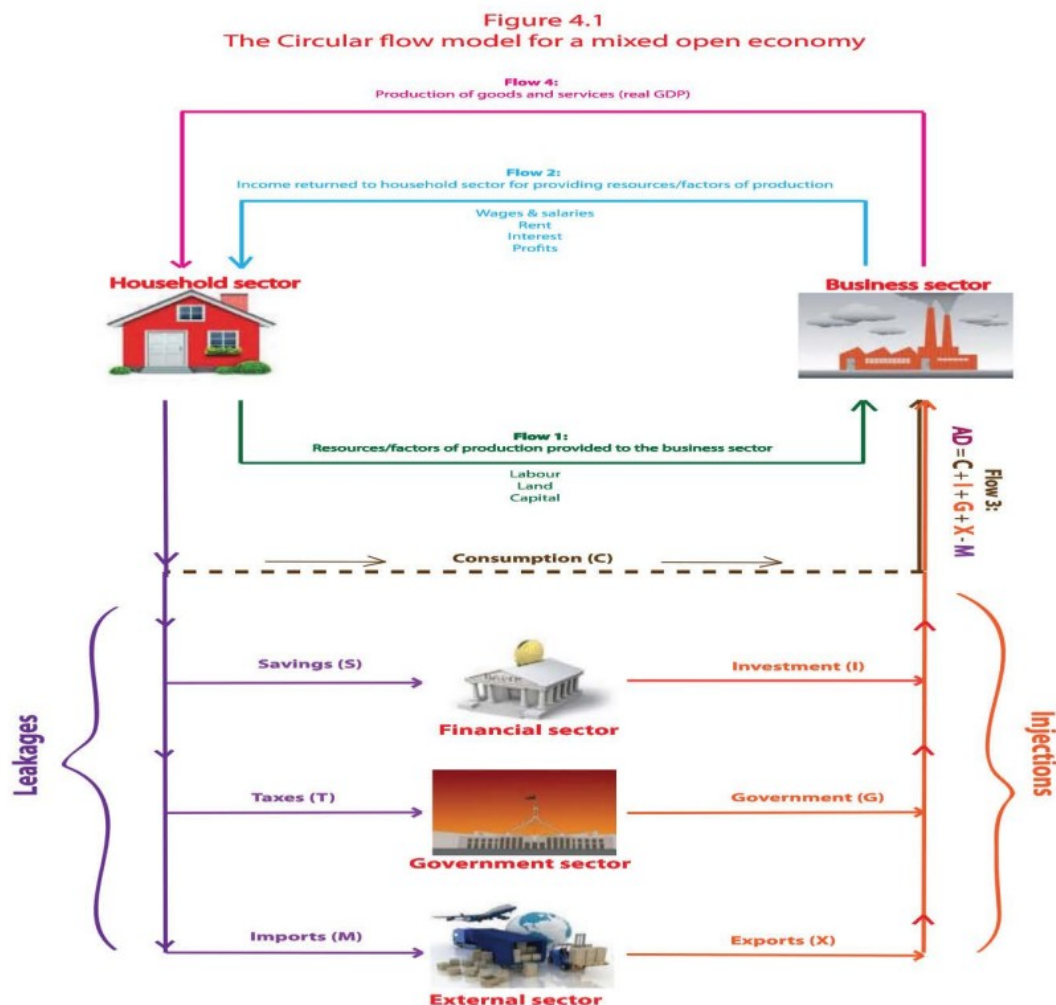 Figure 4.1
The Circular flow model for a mixed open economy
Flow 4:
Production of goods and services (real GDP)
Flow 2:
Income returned to household sector for providing resources/factors of production
Wages & salaries
Rent
Interest
Profits
Household sector
Business sector
Flow 1:
Resources/factors of production provided to the business sector
Labour
Land
Capital
Flow 3:
AD = C + I + G + X - M
Consumption (C)
Leakages
Injections
Savings (S)
Investment (I)
Financial sector
Taxes (T)
Government (G)
Government sector
Imports (M)
Exports (X)
External sector